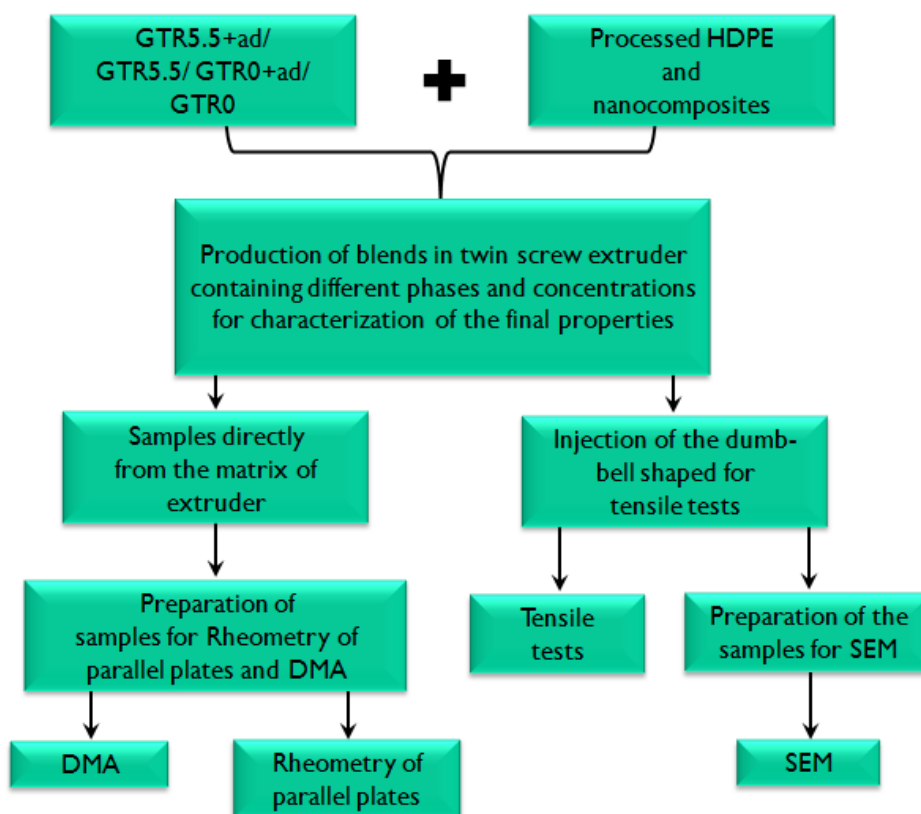 GTR5.5+ad/
GTR5.5/ GTR0+ad/
GTR0
+
Processed HDPE
and
nanocomposites
Production of blends in twin screw extruder
containing different phases and concentrations
for characterization of the final properties
Samples directly
from the matrix of
extruder
Injection of the dumb-
bell shaped for
tensile tests
Preparation of
samples for Rheometry of
parallel plates and DMA
Tensile
tests
Preparation of the
samples for SEM
DMA
Rheometry of
parallel plates
SEM